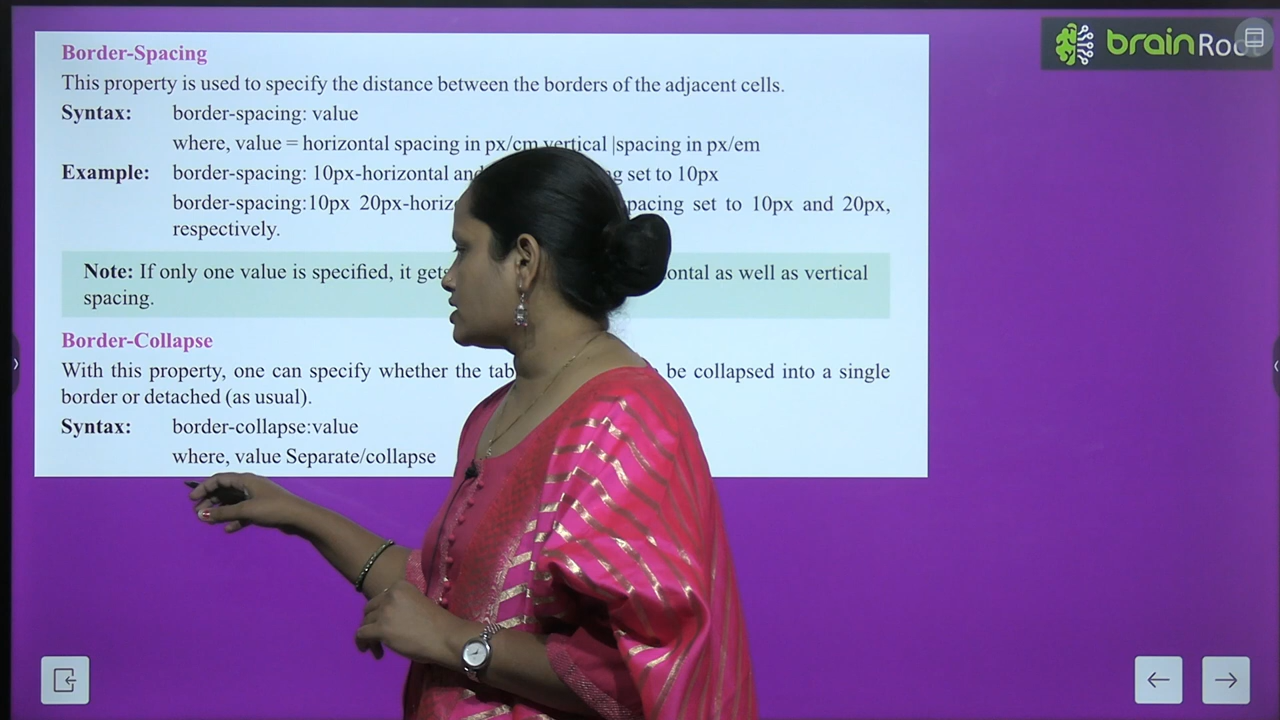 Border-Spacing
This property is used to specify the distance between the borders of the adjacent cells.
Syntax: border-spacing: value
where, value = horizontal spacing in px/cm vertical |spacing in px/em
Example: border-spacing: 10px-horizontal and set to 10px
border-spacing:10px 20px-horiz spacing set to 10px and 20px,
respectively.
Note: If only one value is specified, it gets ontal as well as vertical
spacing.
Border-Collapse
With this property, one can specify whether the tab be collapsed into a single
border or detached (as usual).
Syntax: border-collapse:value
where, value Separate/collapse
brainRoo